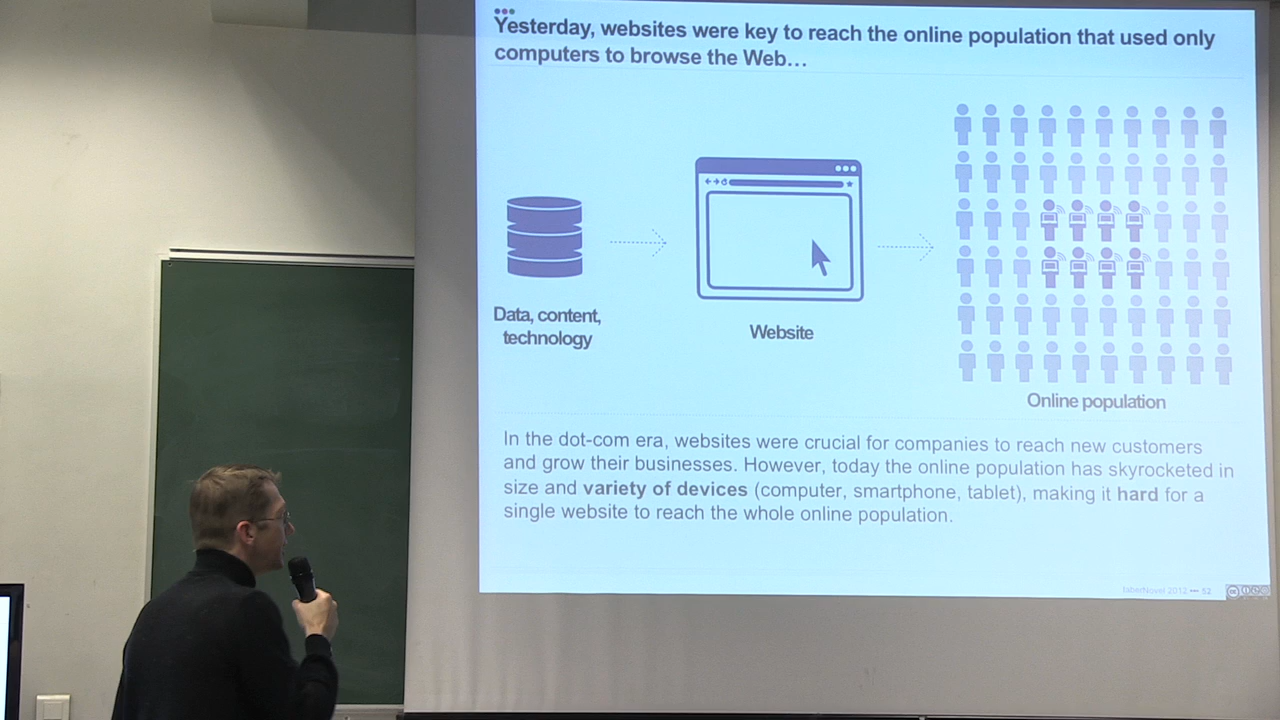 Yesterday, websites were key to reach the online population that used only
computers to browse the Web…
Data, content,
technology
Website
Online population
In the dot-com era, websites were crucial for companies to reach new customers
and grow their businesses. However, today the online population has skyrocketed in
size and variety of devices (computer, smartphone, tablet), making it hard for a
single website to reach the whole online population.
faberNovel 2012 ••• 52